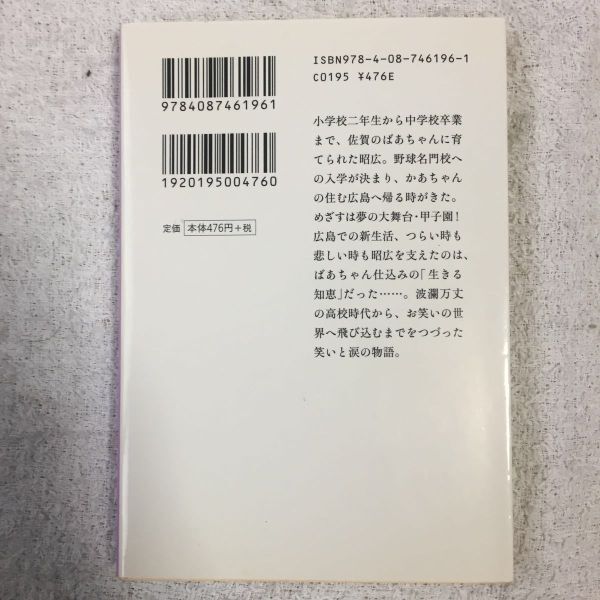 ISBN978-4-08-746196-1
C0195 ¥476E
9784087461961
1920195004760
定価 本体476円+税
小学校二年生から中学校卒業
まで、佐賀のばあちゃんに育
てられた昭広。野球名門校へ
の入学が決まり、かあちゃん
の住む広島へ帰る時がきた。
めざすは夢の大舞台・甲子園!
広島での新生活、つらい時も
悲しい時も昭広を支えたのは、
ばあちゃん仕込みの「生きる
知恵」だった……。波瀾万丈
の高校時代から、お笑いの世
界へ飛び込むまでをつづった
笑いと涙の物語。